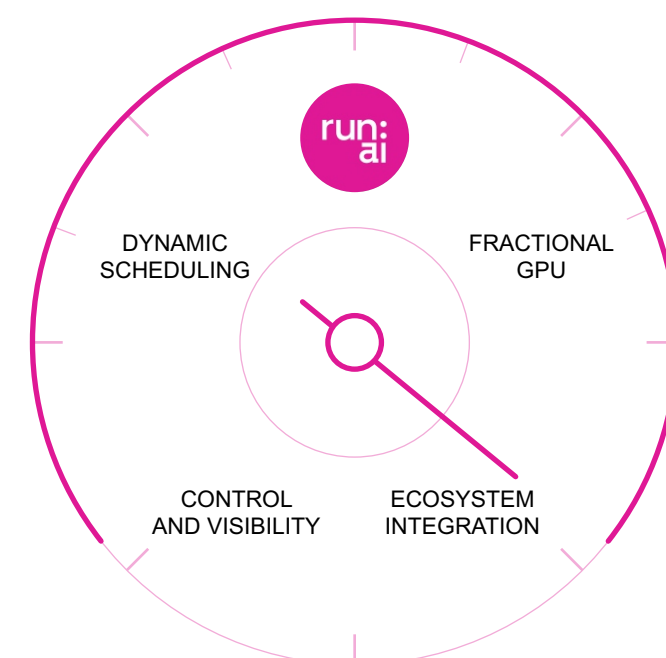 run:
ai
DYNAMIC
SCHEDULING
FRACTIONAL
GPU
CONTROL
AND VISIBILITY
ECOSYSTEM
INTEGRATION